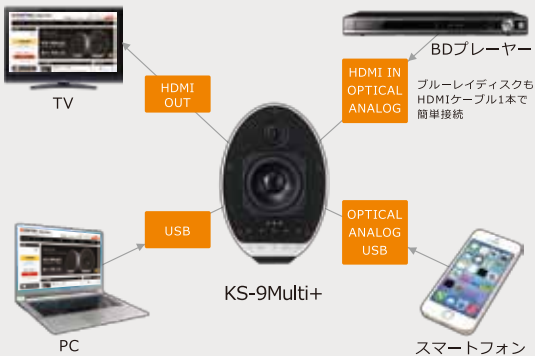 TV
HDMI
OUT
BDプレーヤー
HDMI IN
OPTICAL
ANALOG
ブルーレイディスクも
HDMIケーブル1本で
簡単接続
USB
OPTICAL
ANALOG
USB
KS-9Multi+
PC
スマートフォン